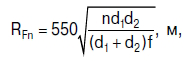 R_Fn = 550 √(nd₁d₂ / ((d₁ + d₂)f)), м,